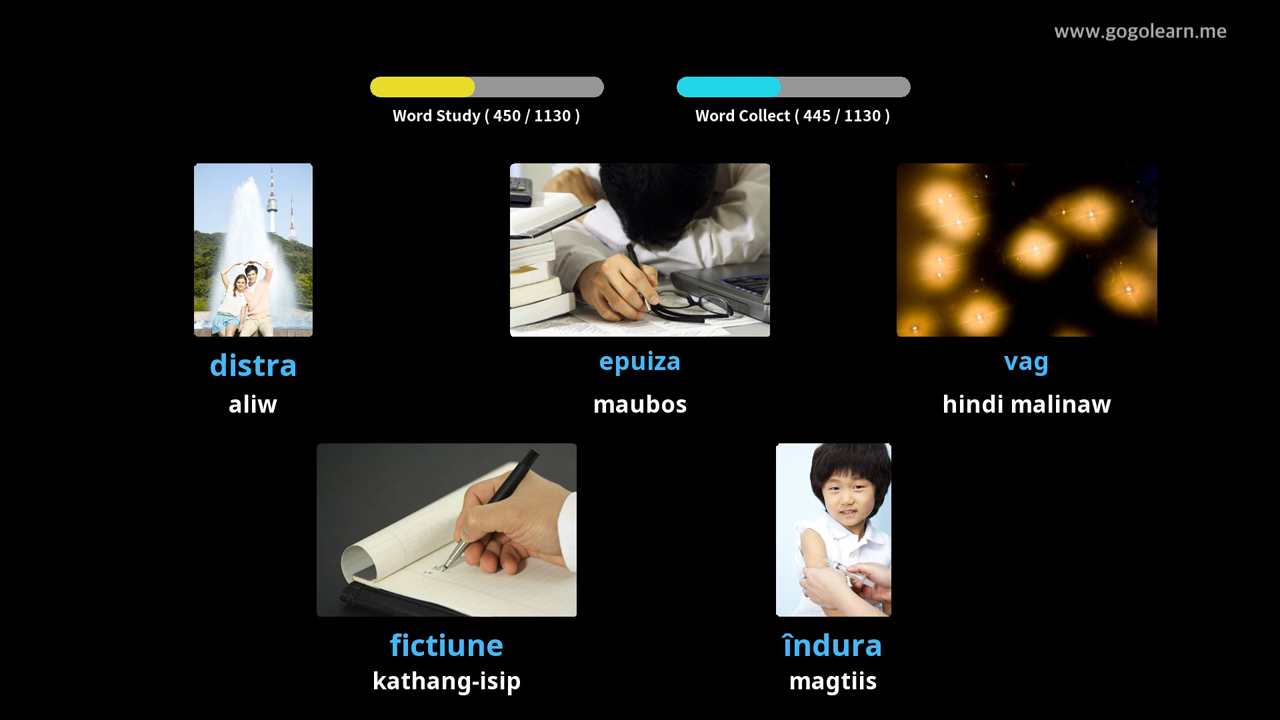 www.gogolearn.me
Word Study ( 450 / 1130 )
Word Collect ( 445 / 1130 )
distra
aliw
epuiza
maubos
vag
hindi malinaw
fictiune
kathang-isip
îndura
magtiis